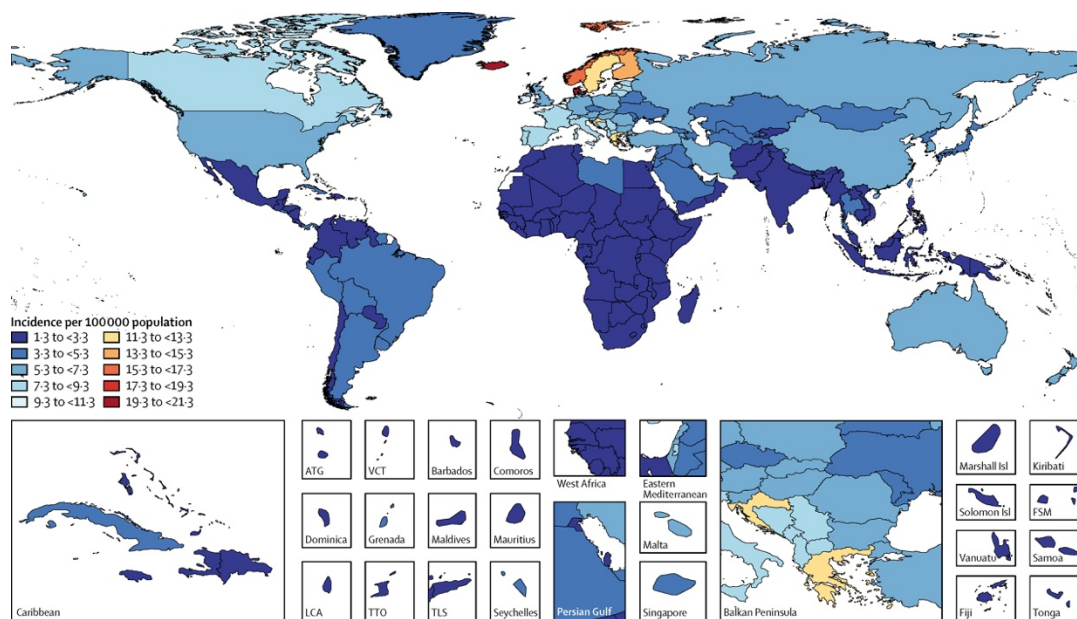 Incidence per 100 000 population
1·3 to <3·3
3·3 to <5·3
5·3 to <7·3
7·3 to <9·3
9·3 to <11·3
11·3 to <13·3
13·3 to <15·3
15·3 to <17·3
17·3 to <19·3
19·3 to <21·3
Caribbean
ATG
VCT
Barbados
Comoros
Dominica
Grenada
Maldives
Mauritius
LCA
TTO
TLS
Seychelles
West Africa
Eastern
Mediterranean
Persian Gulf
Malta
Singapore
Balkan Peninsula
Marshall Isl
Kiribati
Solomon Isl
FSM
Vanuatu
Samoa
Fiji
Tonga